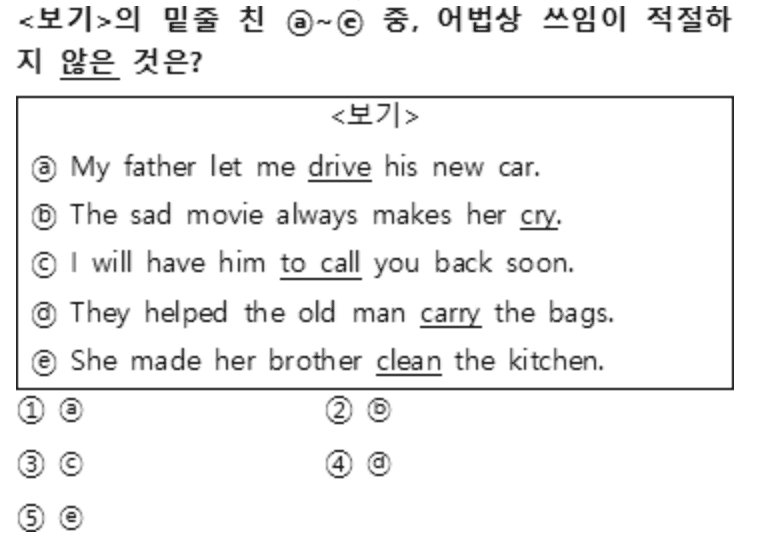 <보기>의 밑줄 친 ⓐ~ⓔ 중, 어법상 쓰임이 적절하
지 않은 것은?
<보기>
ⓐ My father let me drive his new car.
ⓑ The sad movie always makes her cry.
ⓒ I will have him to call you back soon.
ⓓ They helped the old man carry the bags.
ⓔ She made her brother clean the kitchen.
① ⓐ ② ⓑ
③ ⓒ ④ ⓓ
⑤ ⓔ